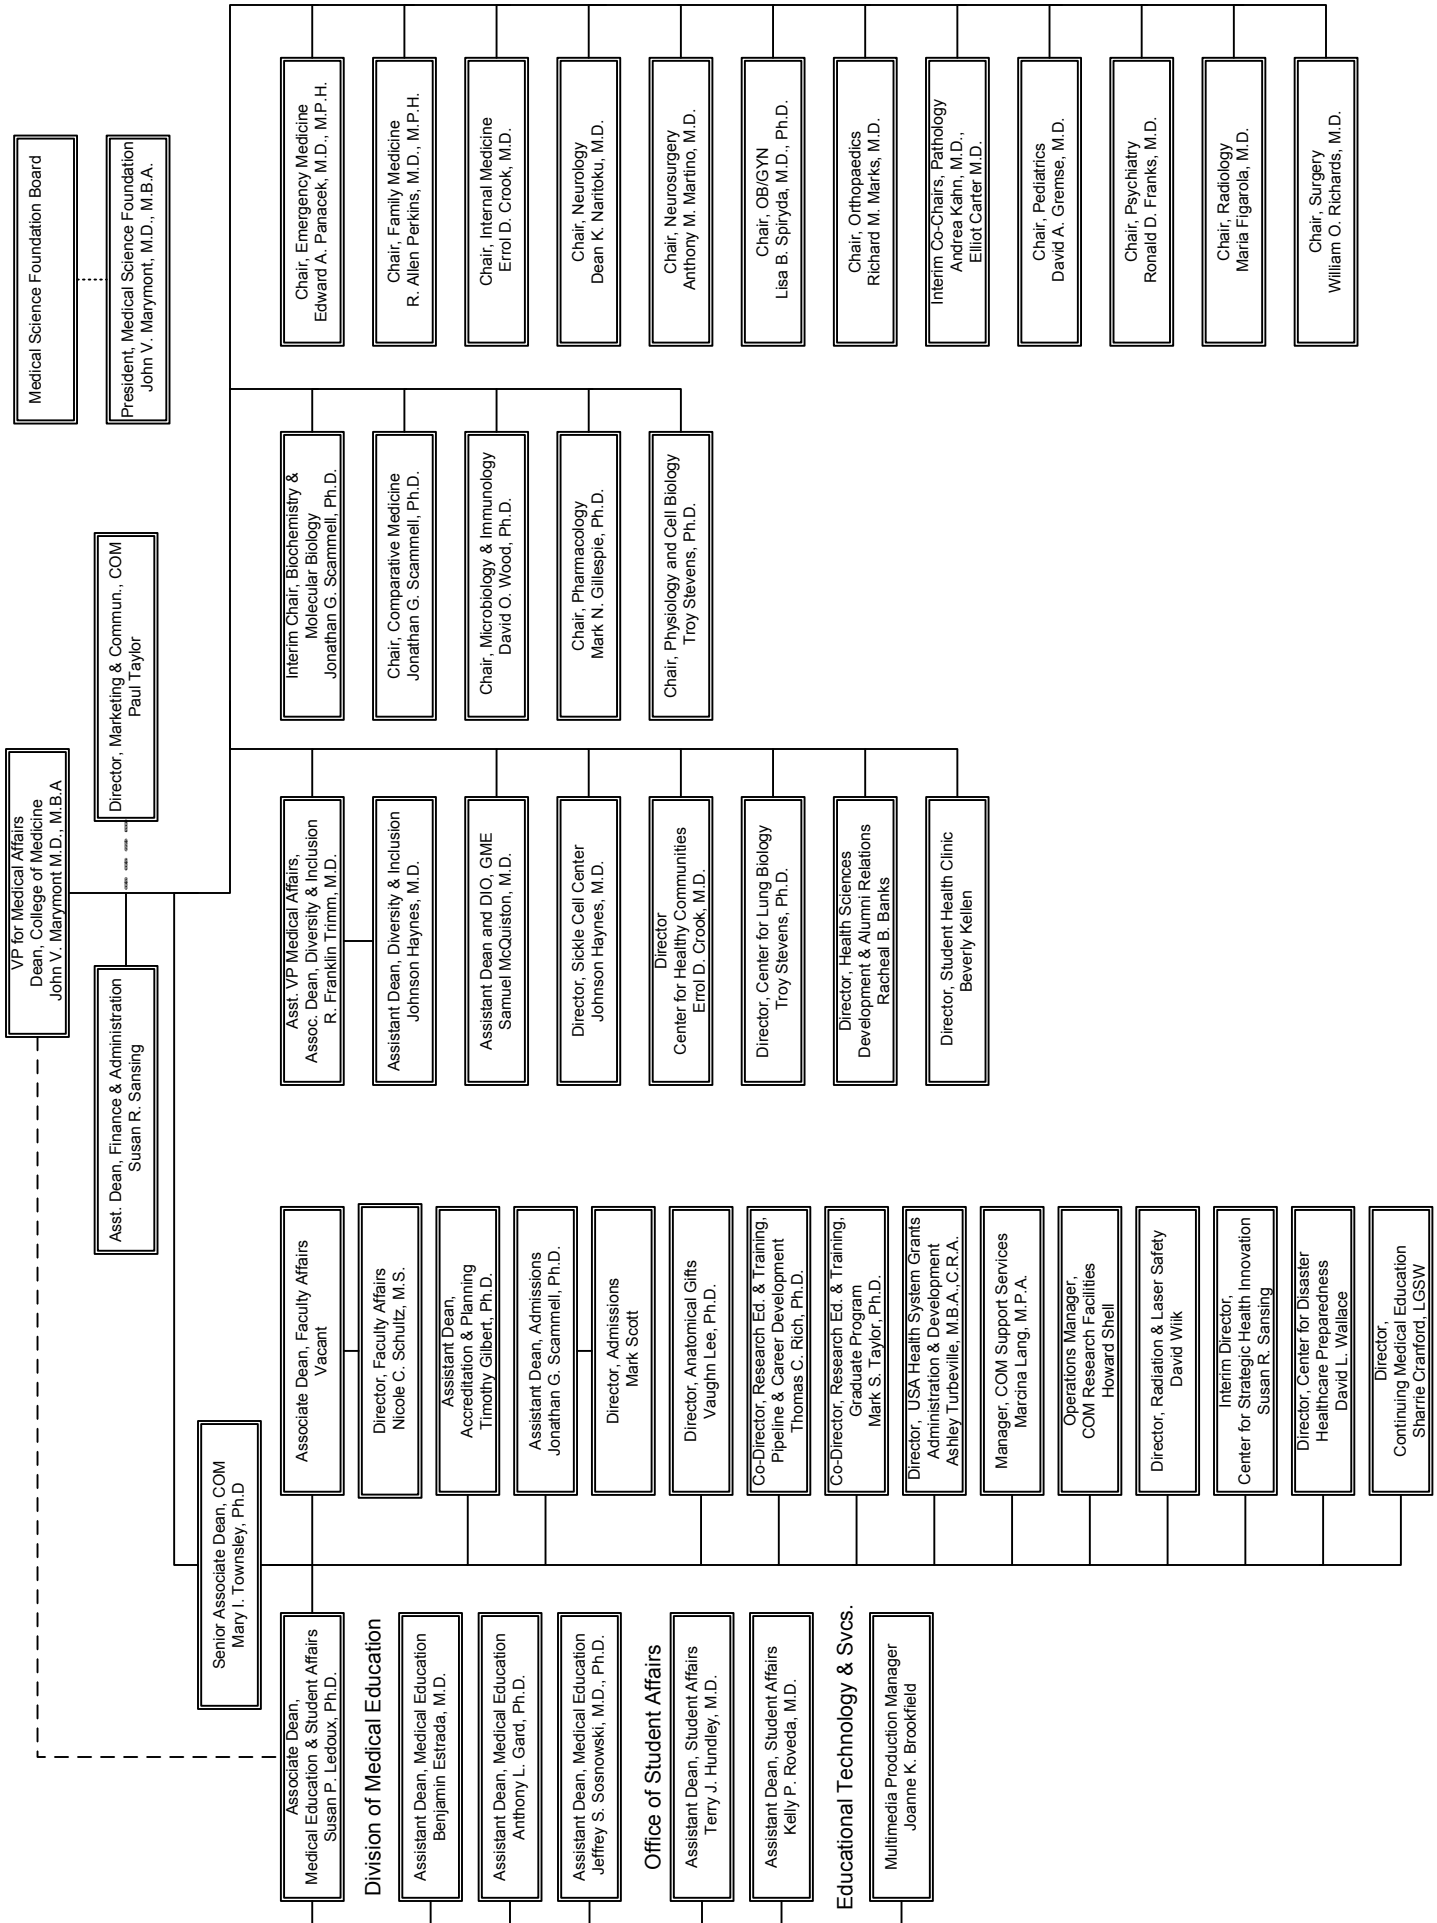 VP for Medical Affairs
Dean, College of Medicine
John V. Marymont M.D., M.B.A
Medical Science Foundation Board
President, Medical Science Foundation
John V. Marymont, M.D., M.B.A.
Asst. Dean, Finance & Administration
Susan R. Sansing
Director, Marketing & Commun., COM
Paul Taylor
Senior Associate Dean, COM
Mary I. Townsley, Ph.D
Associate Dean,
Medical Education & Student Affairs
Susan P. Ledoux, Ph.D.
Division of Medical Education
Assistant Dean, Medical Education
Benjamin Estrada, M.D.
Assistant Dean, Medical Education
Anthony L. Gard, Ph.D.
Assistant Dean, Medical Education
Jeffrey S. Sosnowski, M.D., Ph.D.
Office of Student Affairs
Assistant Dean, Student Affairs
Terry J. Hundley, M.D.
Assistant Dean, Student Affairs
Kelly P. Roveda, M.D.
Educational Technology & Svcs.
Multimedia Production Manager
Joanne K. Brookfield
Associate Dean, Faculty Affairs
Vacant
Director, Faculty Affairs
Nicole C. Schultz, M.S.
Assistant Dean,
Accreditation & Planning
Timothy Gilbert, Ph.D.
Assistant Dean, Admissions
Jonathan G. Scammell, Ph.D.
Director, Admissions
Mark Scott
Director, Anatomical Gifts
Vaughn Lee, Ph.D.
Co-Director, Research Ed. & Training,
Pipeline & Career Development
Thomas C. Rich, Ph.D.
Co-Director, Research Ed. & Training,
Graduate Program
Mark S. Taylor, Ph.D.
Director, USA Health System Grants
Administration & Development
Ashley Turbeville, M.B.A.,C.R.A.
Manager, COM Support Services
Marcina Lang, M.P.A.
Operations Manager,
COM Research Facilities
Howard Shell
Director, Radiation & Laser Safety
David Wilk
Interim Director,
Center for Strategic Health Innovation
Susan R. Sansing
Director, Center for Disaster
Healthcare Preparedness
David L. Wallace
Director,
Continuing Medical Education
Sharrie Cranford, LGSW
Asst. VP Medical Affairs,
Assoc. Dean, Diversity & Inclusion
R. Franklin Trimm, M.D.
Assistant Dean, Diversity & Inclusion
Johnson Haynes, M.D.
Assistant Dean and DIO, GME
Samuel McQuiston, M.D.
Director, Sickle Cell Center
Johnson Haynes, M.D.
Director
Center for Healthy Communities
Errol D. Crook, M.D.
Director, Center for Lung Biology
Troy Stevens, Ph.D.
Director, Health Sciences
Development & Alumni Relations
Racheal B. Banks
Director, Student Health Clinic
Beverly Kellen
Interim Chair, Biochemistry &
Molecular Biology
Jonathan G. Scammell, Ph.D.
Chair, Comparative Medicine
Jonathan G. Scammell, Ph.D.
Chair, Microbiology & Immunology
David O. Wood, Ph.D.
Chair, Pharmacology
Mark N. Gillespie, Ph.D.
Chair, Physiology and Cell Biology
Troy Stevens, Ph.D.
Chair, Emergency Medicine
Edward A. Panacek, M.D., M.P.H.
Chair, Family Medicine
R. Allen Perkins, M.D., M.P.H.
Chair, Internal Medicine
Errol D. Crook, M.D.
Chair, Neurology
Dean K. Naritoku, M.D.
Chair, Neurosurgery
Anthony M. Martino, M.D.
Chair, OB/GYN
Lisa B. Spiryda, M.D., Ph.D.
Chair, Orthopaedics
Richard M. Marks, M.D.
Interim Co-Chairs, Pathology
Andrea Kahn, M.D.,
Elliot Carter M.D.
Chair, Pediatrics
David A. Gremse, M.D.
Chair, Psychiatry
Ronald D. Franks, M.D.
Chair, Radiology
Maria Figarola, M.D.
Chair, Surgery
William O. Richards, M.D.